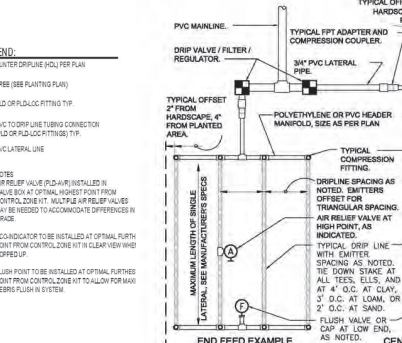 END:
UNTER DRIPLINE (HDL) PER PLAN
REE (SEE PLANTING PLAN)
LD OR PLD-LOC FITTING TYP.
VC TO DRIP LINE TUBING CONNECTION
PLD OR PLD-LOC FITTINGS) TYP.
VC LATERAL LINE
OTES
IR RELIEF VALVE (PLD-AVR) INSTALLED IN
ALVE BOX AT OPTIMAL HIGHEST POINT FROM
ONTROL ZONE KIT. MULTIPLE AIR RELIEF VALVES
AY BE NEEDED TO ACCOMMODATE DIFFERENCES IN
RADE.
CO-INDICATOR TO BE INSTALLED AT OPTIMAL FURTH
OINT FROM CONTROL ZONE KIT IN CLEAR VIEW WHE
OPPED UP.
LUSH POINT TO BE INSTALLED AT OPTIMAL FURTHES
OINT FROM CONTROL ZONE KIT TO ALLOW FOR MAXI
EBRIS FLUSH IN SYSTEM.
TYPICAL OF
HARDSC
PVC MAINLINE.
TYPICAL FPT ADAPTER AND
COMPRESSION COUPLER.
DRIP VALVE / FILTER /
REGULATOR.
3/4" PVC LATERAL
PIPE.
TYPICAL OFFSET
2" FROM
HARDSCAPE, 4"
FROM PLANTED
AREA.
POLYETHYLENE OR PVC HEADER
MANIFOLD, SIZE AS PER PLAN
TYPICAL
COMPRESSION
FITTING.
DRIPLINE SPACING AS
NOTED. EMITTERS
OFFSET FOR
TRIANGULAR SPACING.
MAXIMUM LENGTH OF SINGLE
LATERAL, SEE MANUFACTURER'S SPECS
AIR RELIEF VALVE AT
HIGH POINT, AS
INDICATED.
A
TYPICAL DRIP LINE
WITH EMITTER
SPACING AS NOTED.
TIE DOWN STAKE AT
ALL TEES, ELLS, AND
AT 4' O.C. AT CLAY,
3' O.C. AT LOAM, OR
2' O.C. AT SAND.
F
FLUSH VALVE OR
CAP AT LOW END,
AS NOTED.
END FEED EXAMPLE
CEN